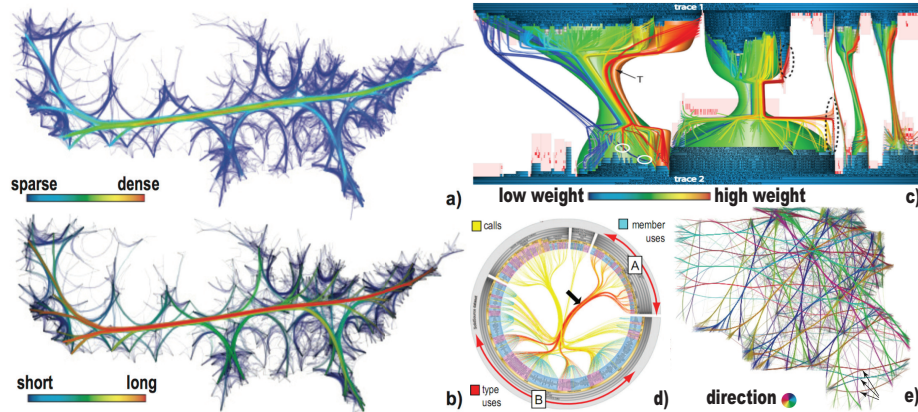 sparse dense
a)
short long
b)
trace 1
T
trace 2
low weight high weight
c)
calls
member
uses
A
B
type
uses
d)
direction
e)